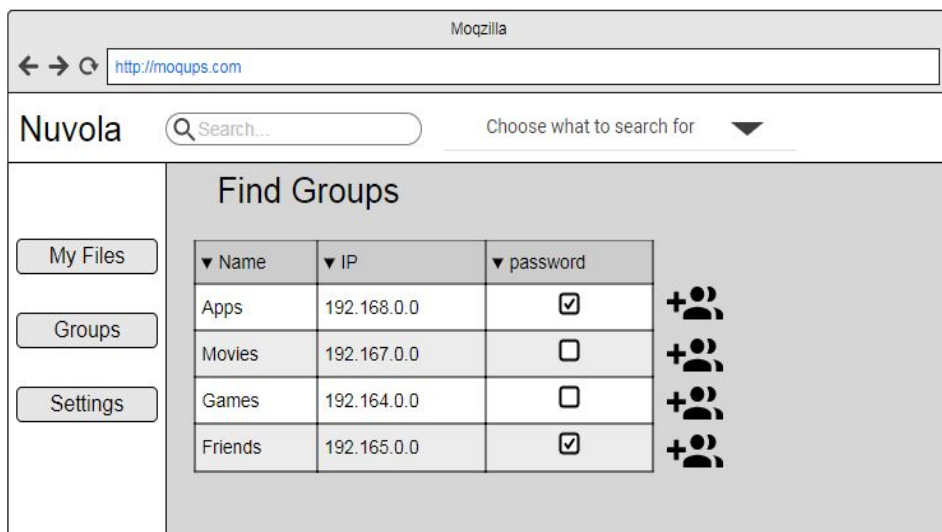 Moqzilla
http://moqups.com
Nuvola Search... Choose what to search for
Find Groups
My Files
Groups
Settings
▼ Name ▼ IP ▼ password
Apps 192.168.0.0
Movies 192.167.0.0
Games 192.164.0.0
Friends 192.165.0.0